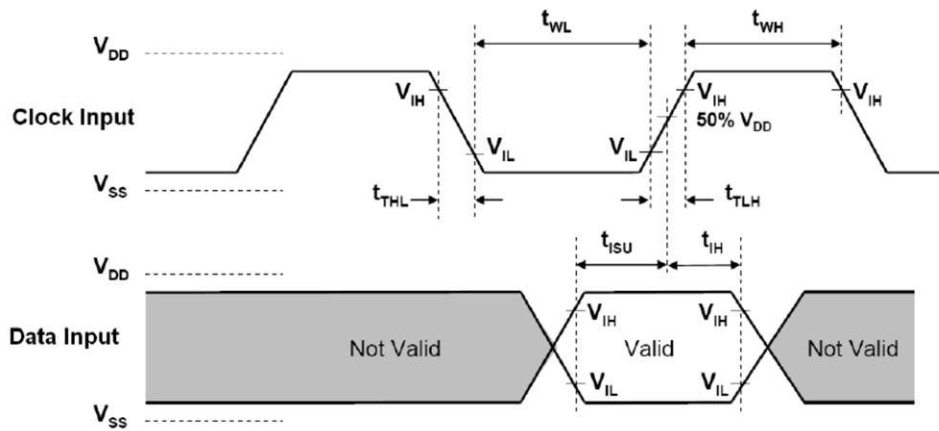 t_WL
t_WH
V_DD
V_IH
V_IH
V_IH
Clock Input
50% V_DD
V_IL
V_IL
V_SS
t_THL
t_TLH
t_ISU
t_IH
V_DD
V_IH
V_IH
Data Input
Not Valid
Valid
Not Valid
V_IL
V_IL
V_SS